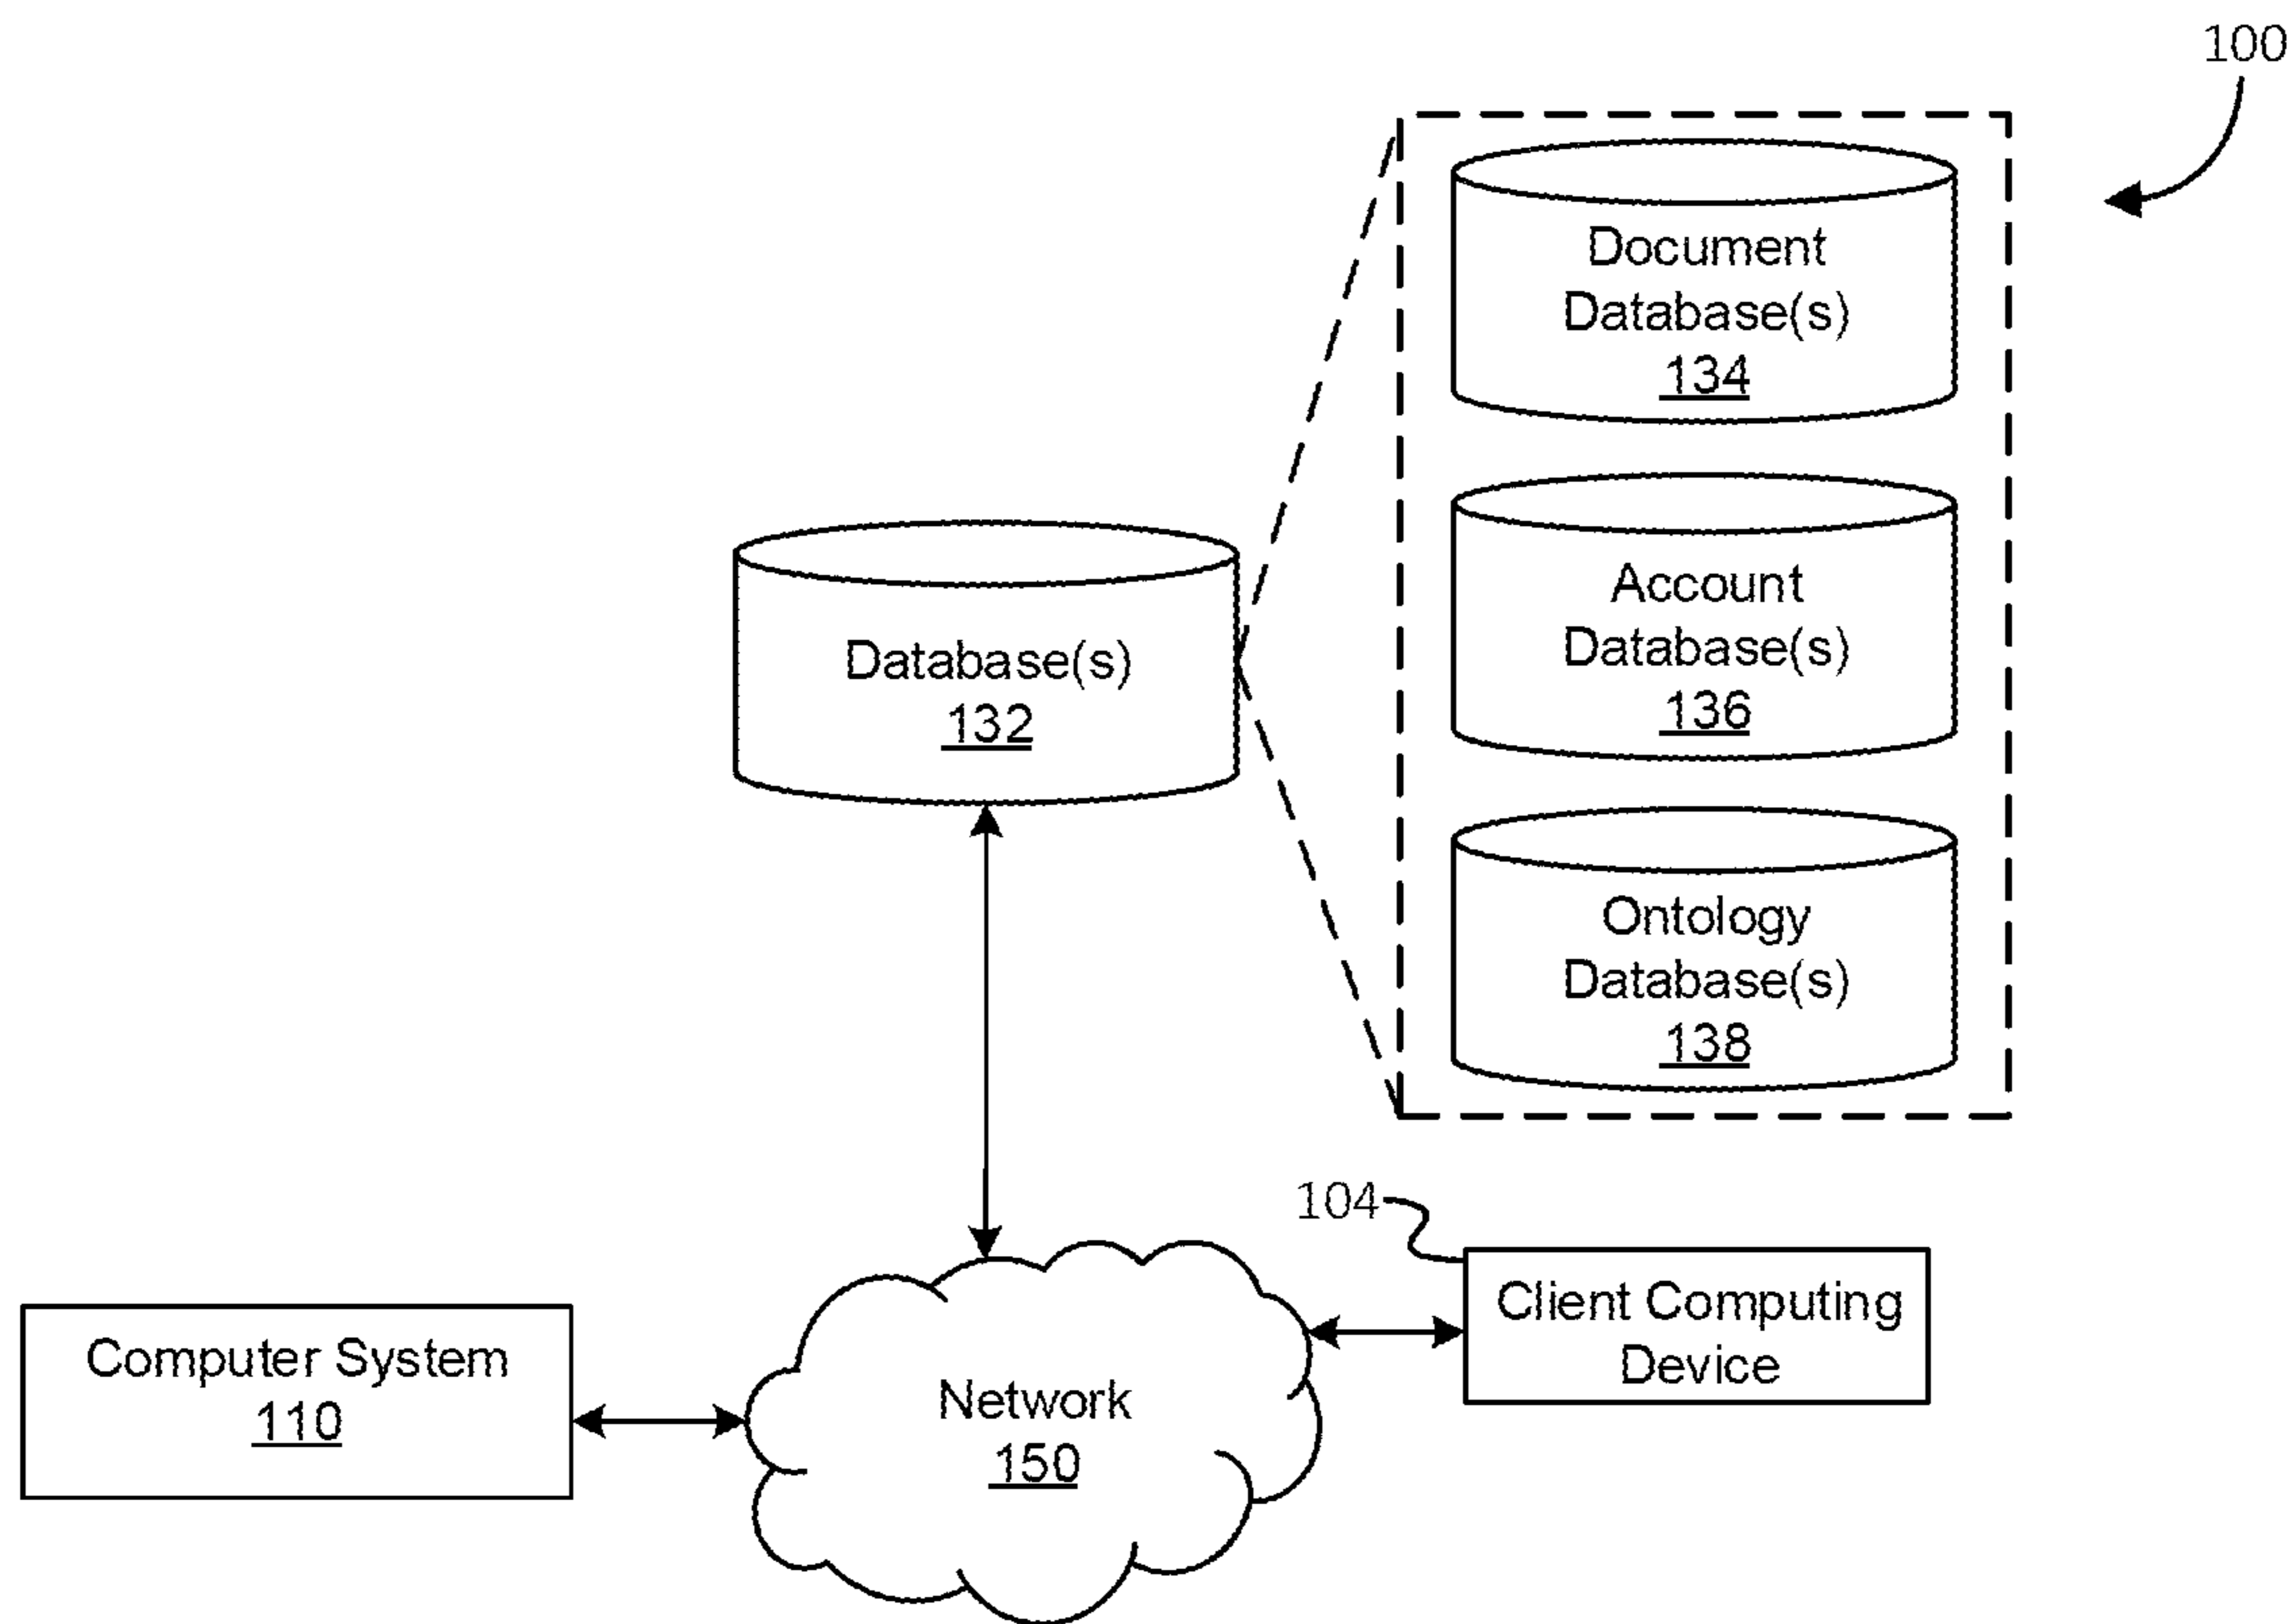 100
Document
Database(s)
134
Account
Database(s)
136
Database(s)
132
Ontology
Database(s)
138
104
Client Computing
Device
Computer System
110
Network
150